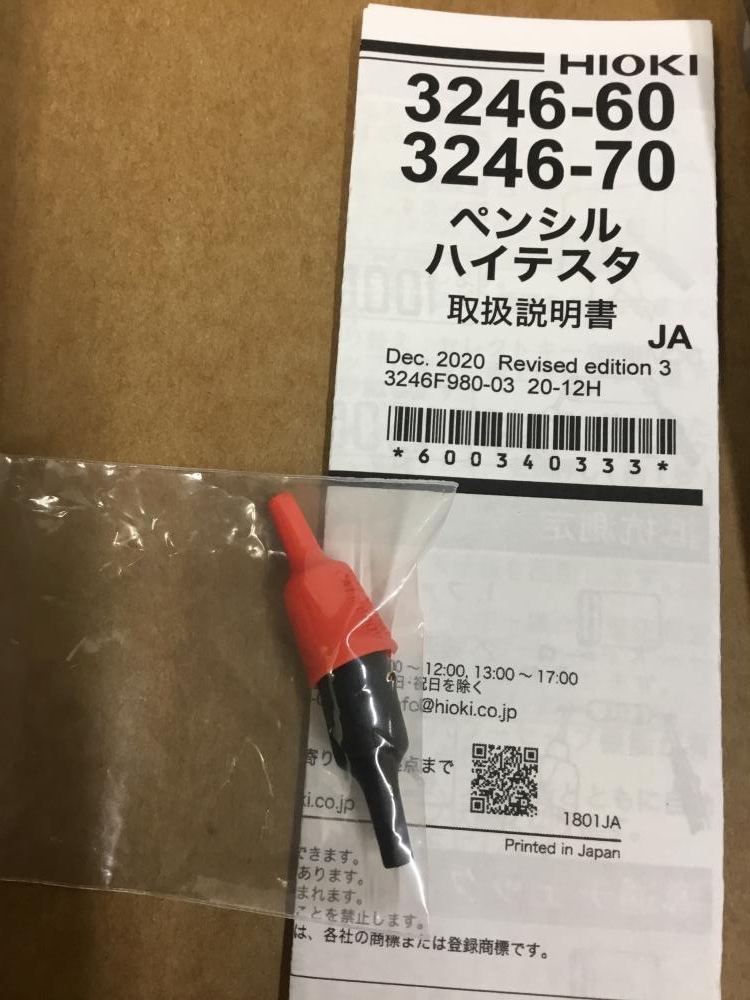 HIOKI
3246-60
3246-70
ペンシル
ハイテスタ
取扱説明書
JA
Dec. 2020 Revised edition 3
3246F980-03 20-12H
*600340333*
～ 12:00, 13:00 ～ 17:00
日・祝日を除く
@hioki.co.jp
寄り 点まで
ki.co.jp
1801JA
Printed in Japan
できます。
あります。
まれます。
ことを禁止します。
は、各社の商標または登録商標です。